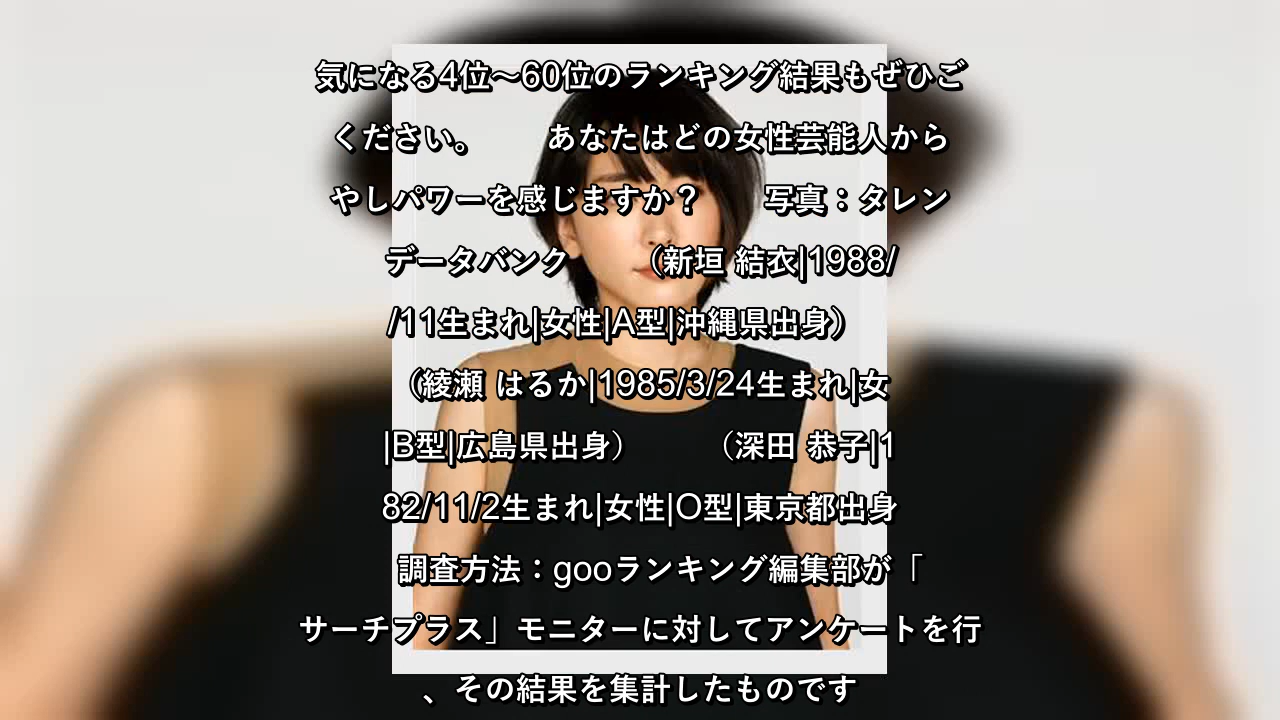 気になる4位～60位のランキング結果もぜひご
ください。　　あなたはどの女性芸能人から
やしパワーを感じますか？　　写真：タレン
データバンク　　（新垣 結衣|1988/
/11生まれ|女性|A型|沖縄県出身）
（綾瀬 はるか|1985/3/24生まれ|女
|B型|広島県出身）　　（深田 恭子|1
82/11/2生まれ|女性|O型|東京都出身
調査方法：gooランキング編集部が「
サーチプラス」モニターに対してアンケートを行
、その結果を集計したものです